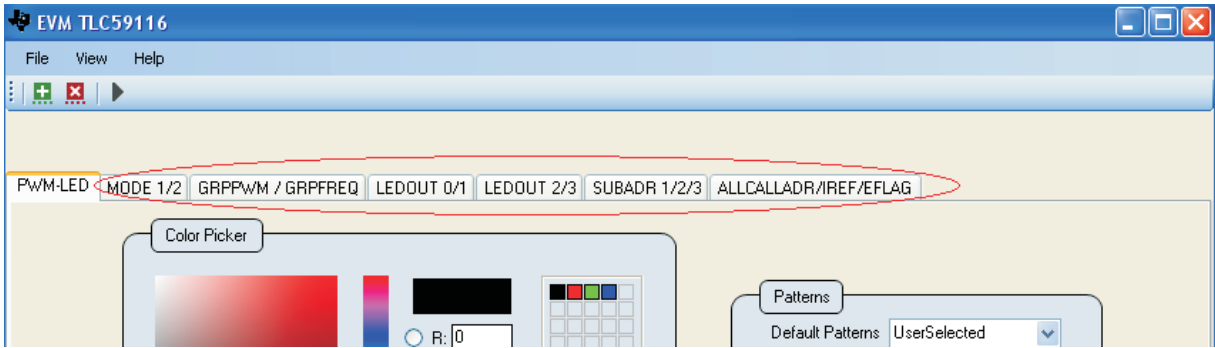 EVM TLC59116
File View Help
PWM-LED MODE 1/2 GRPPWM / GRPFREQ LEDOUT 0/1 LEDOUT 2/3 SUBADR 1/2/3 ALLCALLADR/IREF/EFLAG
Color Picker
Patterns
R: 0
Default Patterns UserSelected